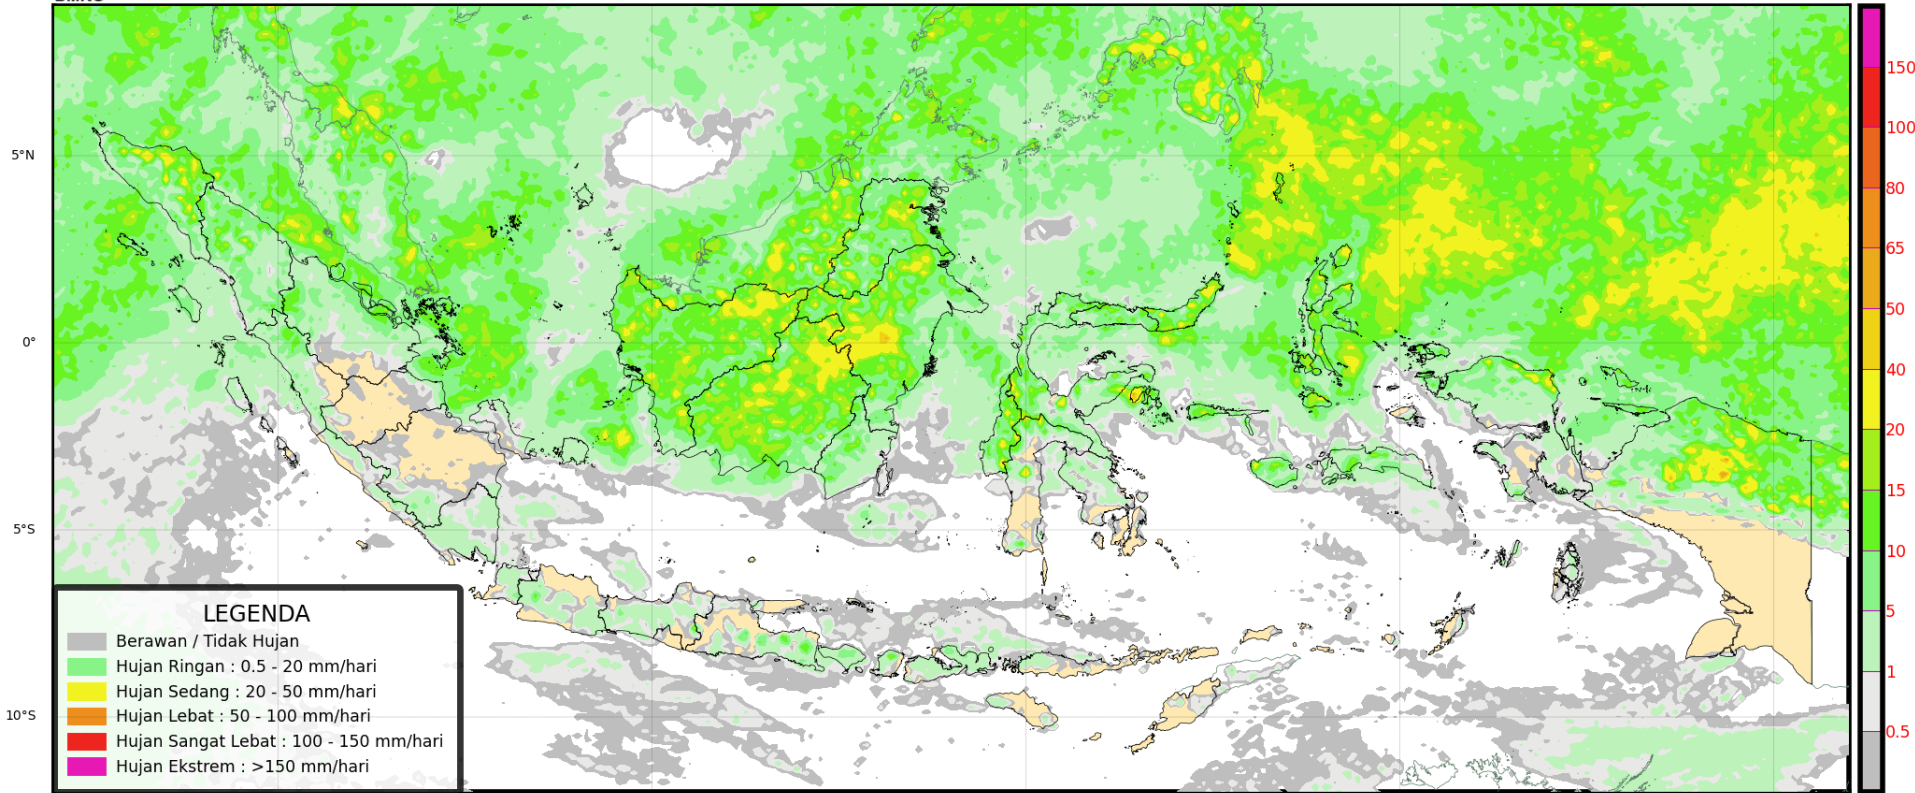 5°N
0°
5°S
10°S
LEGENDA
Berawan / Tidak Hujan
Hujan Ringan : 0.5 - 20 mm/hari
Hujan Sedang : 20 - 50 mm/hari
Hujan Lebat : 50 - 100 mm/hari
Hujan Sangat Lebat : 100 - 150 mm/hari
Hujan Ekstrem : >150 mm/hari
150
100
80
65
50
40
20
15
10
5
1
0.5